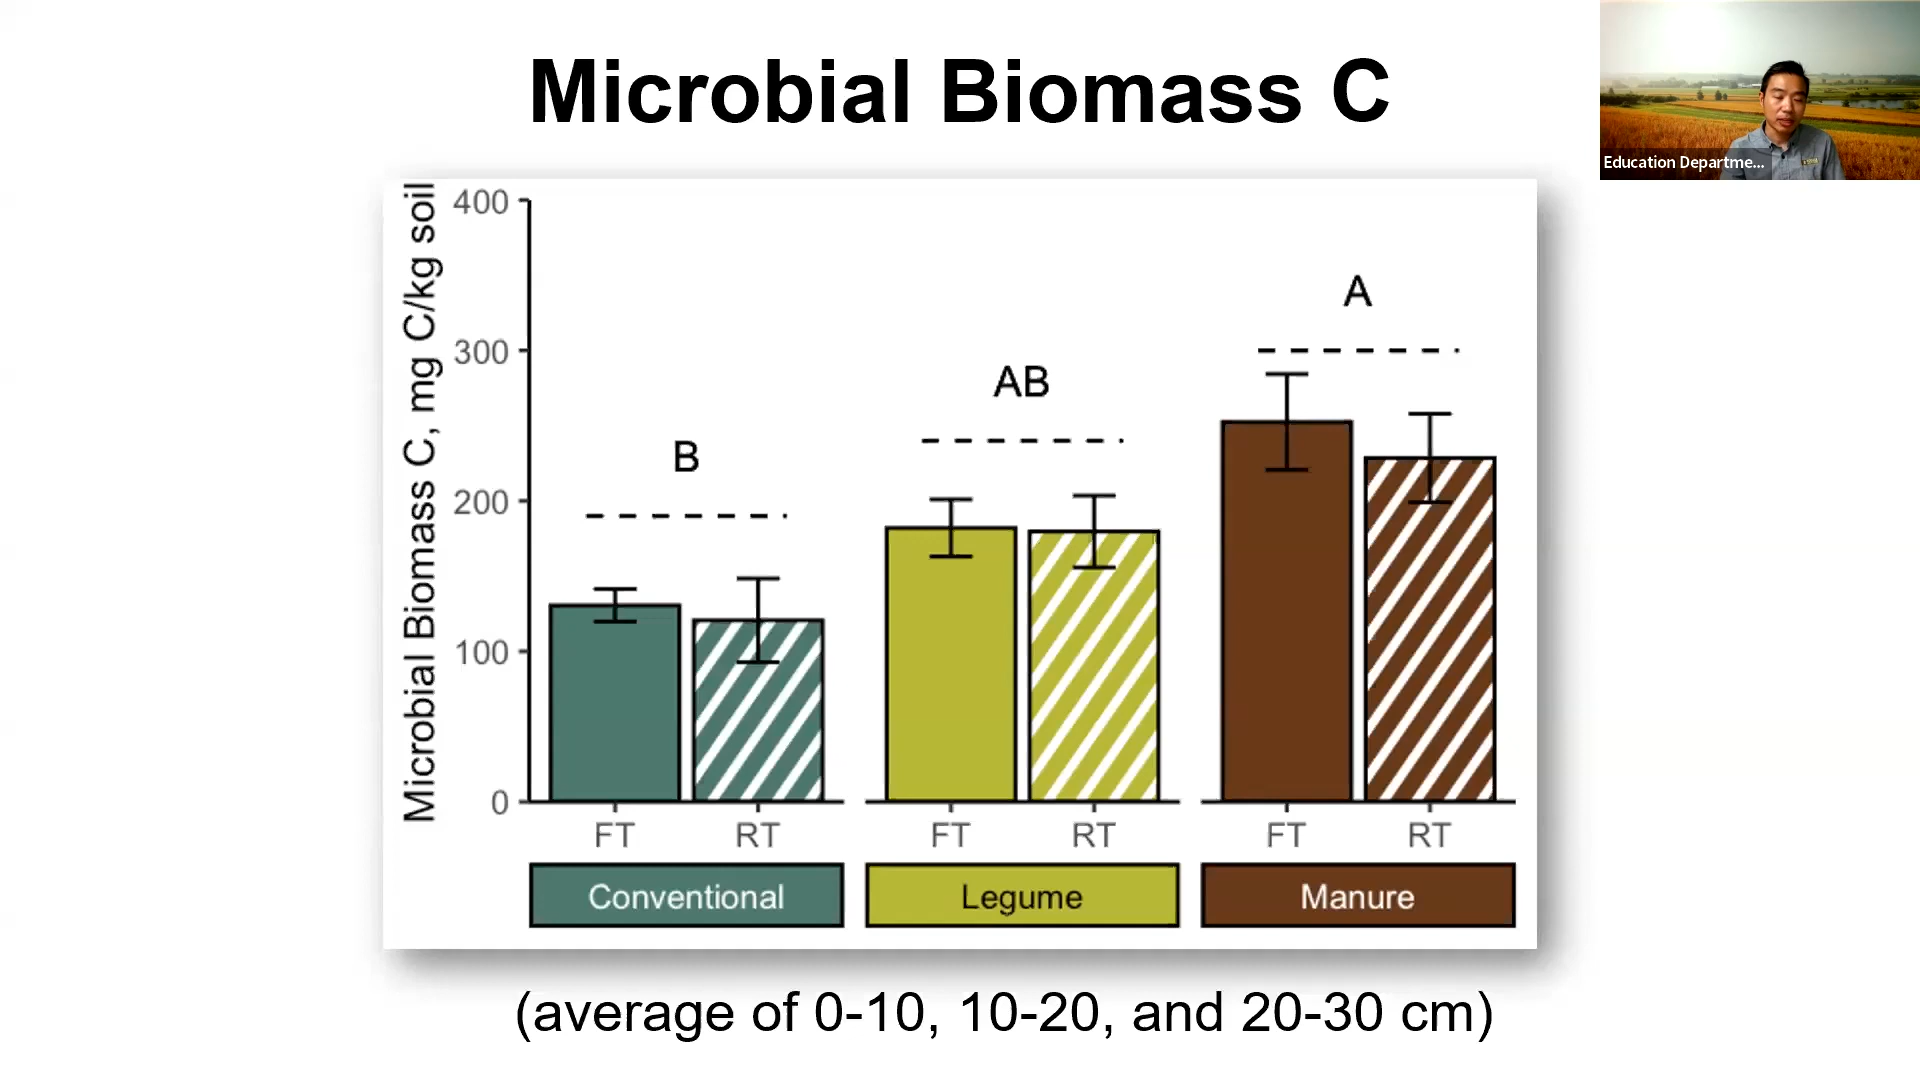 Microbial Biomass C
Education Departme...
Microbial Biomass C, mg C/kg soil
400
300
200
100
0
B
AB
A
FT RT FT RT FT RT
Conventional Legume Manure
(average of 0-10, 10-20, and 20-30 cm)